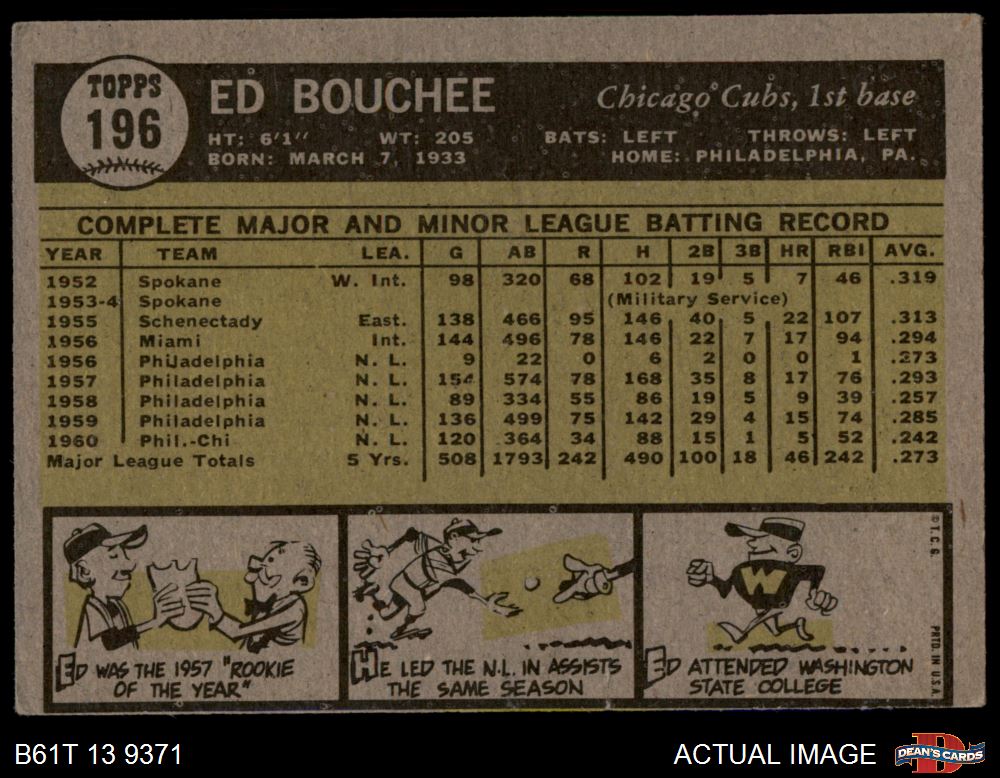 TOPPS
196
ED BOUCHEE
Chicago Cubs, 1st base
HT: 6'1" WT: 205 BATS: LEFT THROWS: LEFT
BORN: MARCH 7, 1933 HOME: PHILADELPHIA, PA.
COMPLETE MAJOR AND MINOR LEAGUE BATTING RECORD
YEAR TEAM LEA. G AB R H 2B 3B HR RBI AVG.
1952 Spokane W. Int. 98 320 68 102 19 5 7 46 .319
1953-4 Spokane (Military Service)
1955 Schenectady East. 138 466 95 146 40 5 22 107 .313
1956 Miami Int. 144 496 78 146 22 7 17 94 .294
1956 Philadelphia N. L. 9 22 0 6 2 0 0 1 .273
1957 Philadelphia N. L. 154 574 78 168 35 8 17 76 .293
1958 Philadelphia N. L. 89 334 55 86 19 5 9 39 .257
1959 Philadelphia N. L. 136 499 75 142 29 4 15 74 .285
1960 Phil.-Chi N. L. 120 364 34 88 15 1 5 52 .242
Major League Totals 5 Yrs. 508 1793 242 490 100 18 46 242 .273
ED WAS THE 1957 "ROOKIE
OF THE YEAR"
HE LED THE N.L. IN ASSISTS
THE SAME SEASON
W
ED ATTENDED WASHINGTON
STATE COLLEGE
© T. C. G.
PRTD. IN U.S.A.
B61T 13 9371
ACTUAL IMAGE
DEAN'S CARDS